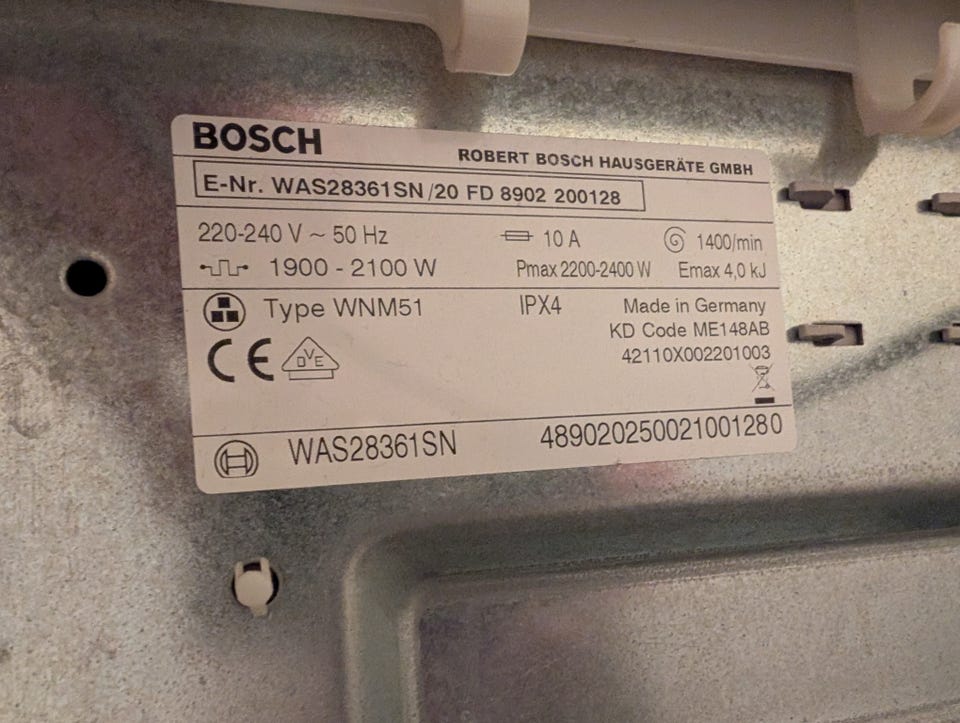 BOSCH
ROBERT BOSCH HAUSGERÄTE GMBH
E-Nr. WAS28361SN /20 FD 8902 200128
220-240 V ~ 50 Hz 10 A 1400/min
1900 - 2100 W Pmax 2200-2400 W Emax 4,0 kJ
Type WNM51 IPX4 Made in Germany
KD Code ME148AB
CE DVE 42110X002201003
WAS28361SN 489020250021001280